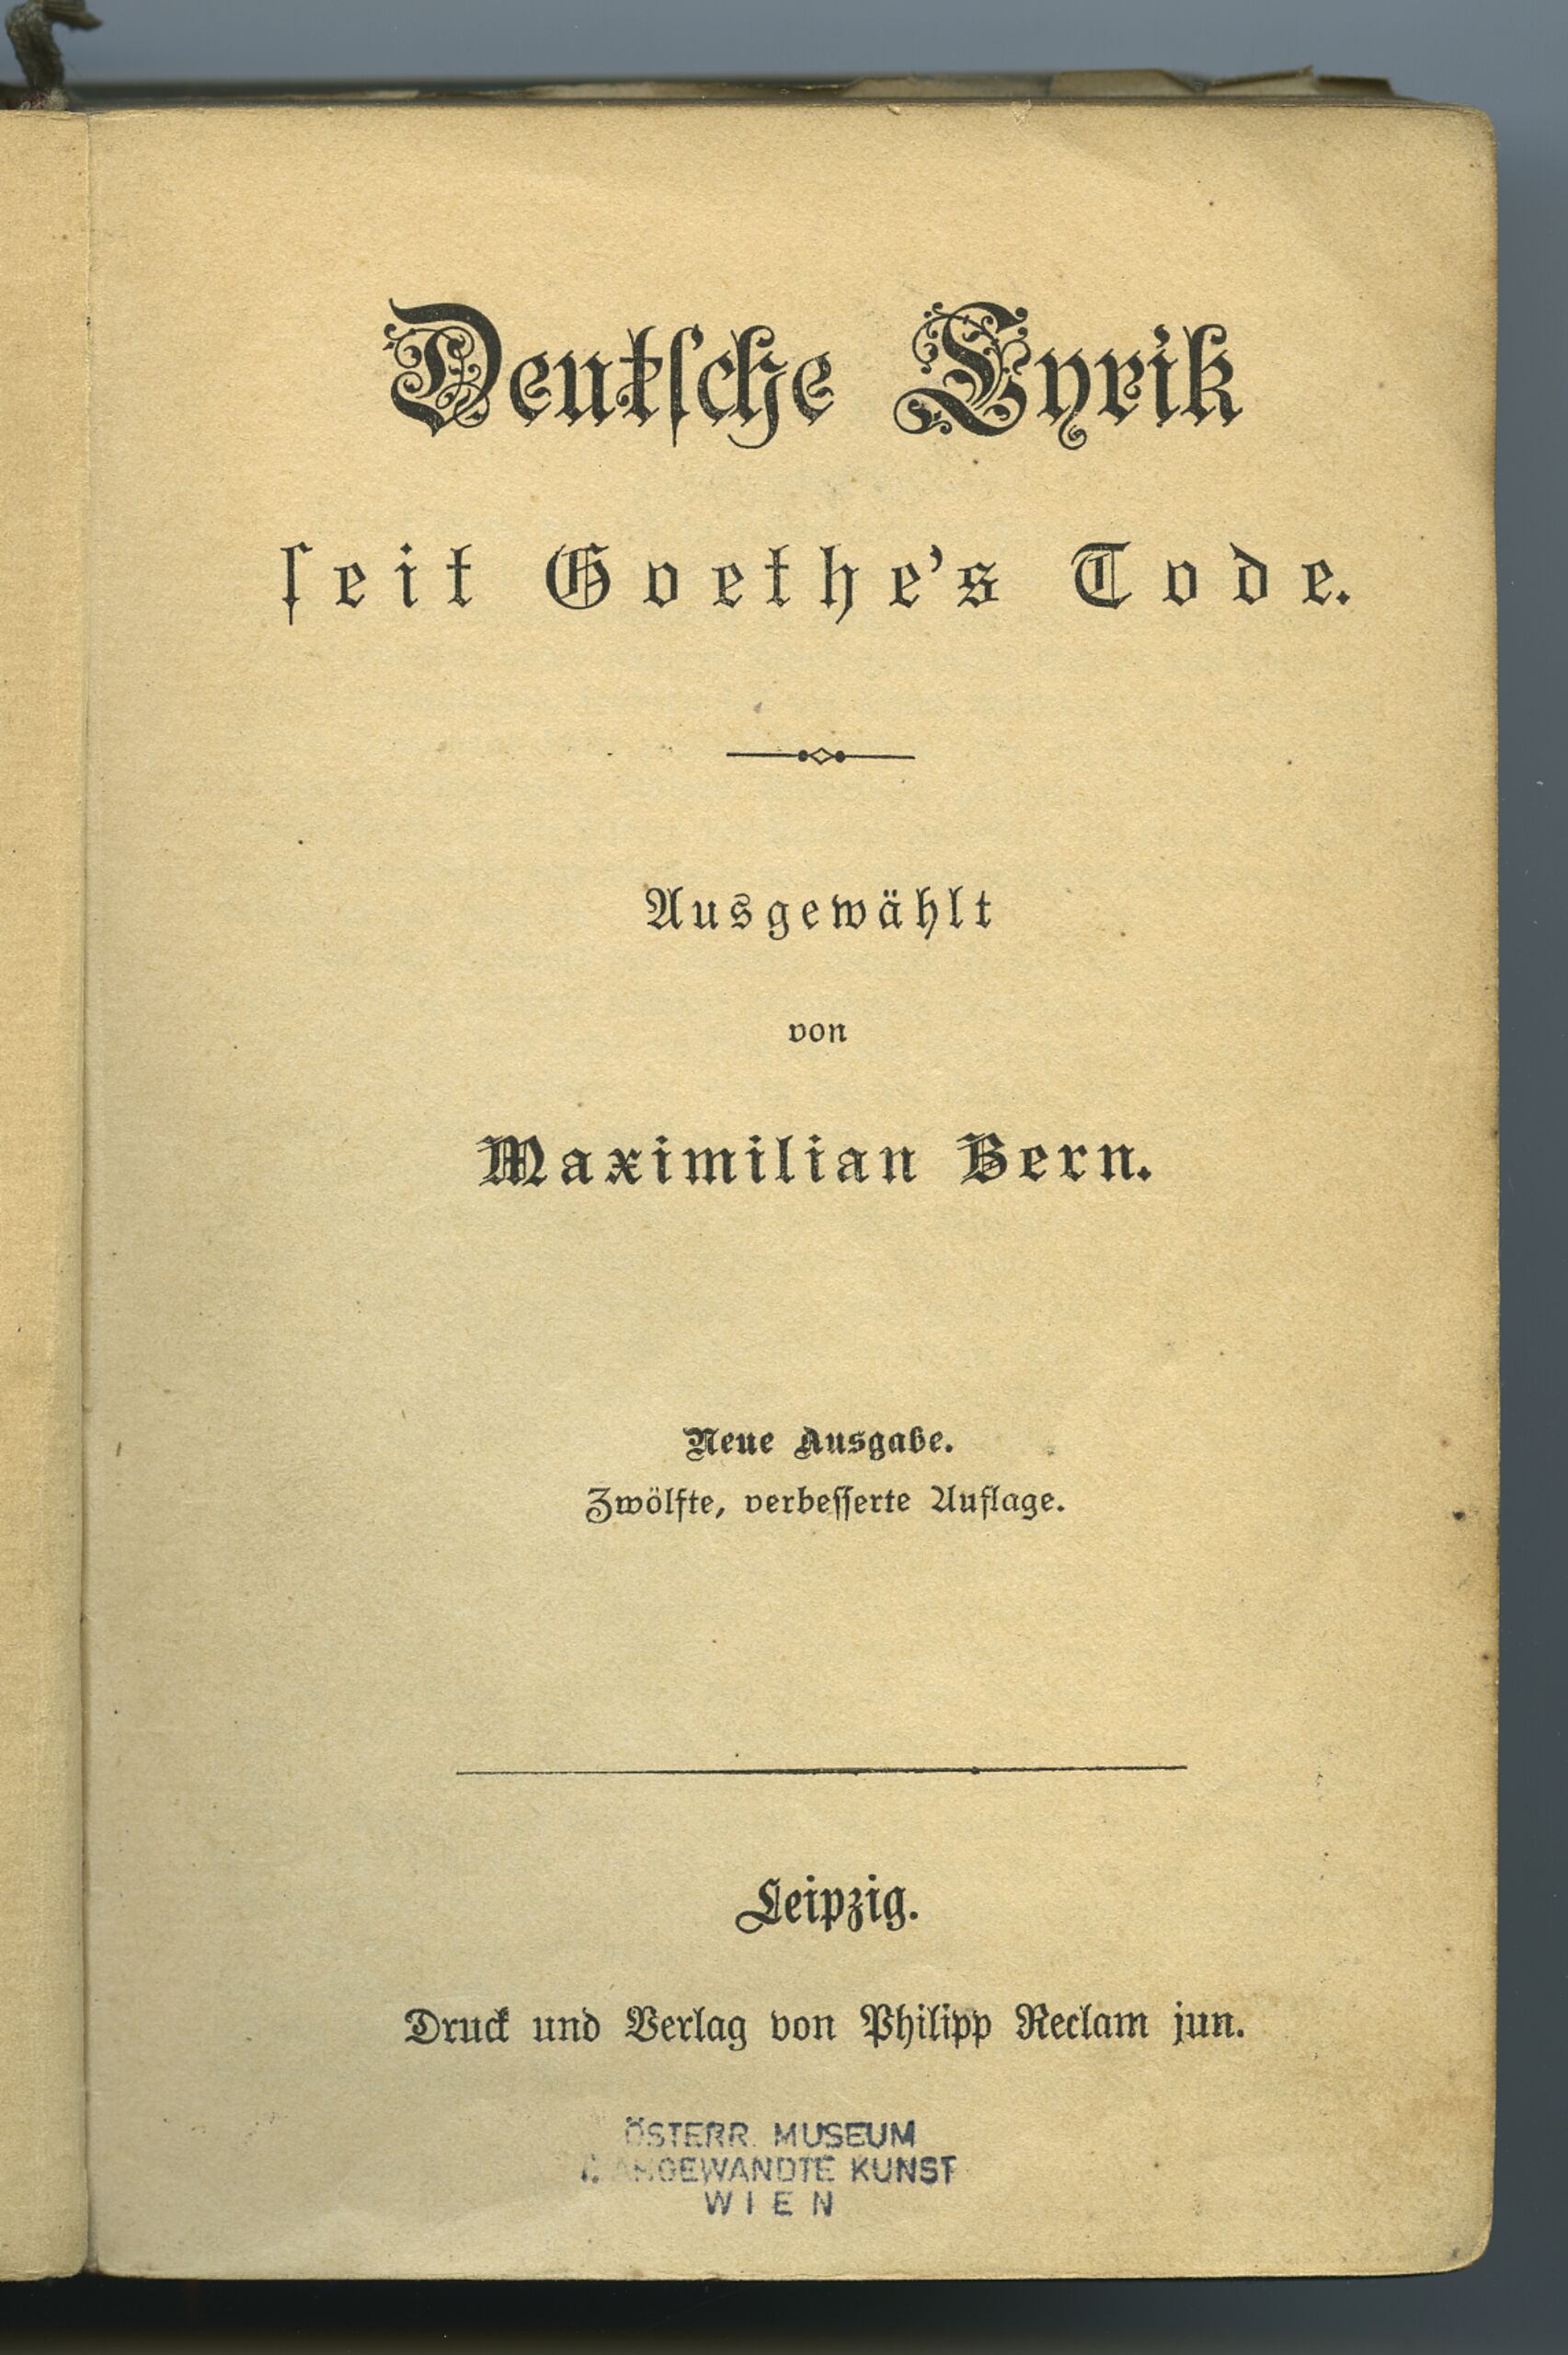 Deutſche Lyrik
ſeit Goethe's Tode.
Ausgewählt
von
Maximilian Bern.
Neue Ausgabe.
Zwölfte, verbeſſerte Auflage.
Leipzig.
Druck und Verlag von Philipp Reclam jun.
ÖSTERR. MUSEUM
F. ANGEWANDTE KUNST
WIEN